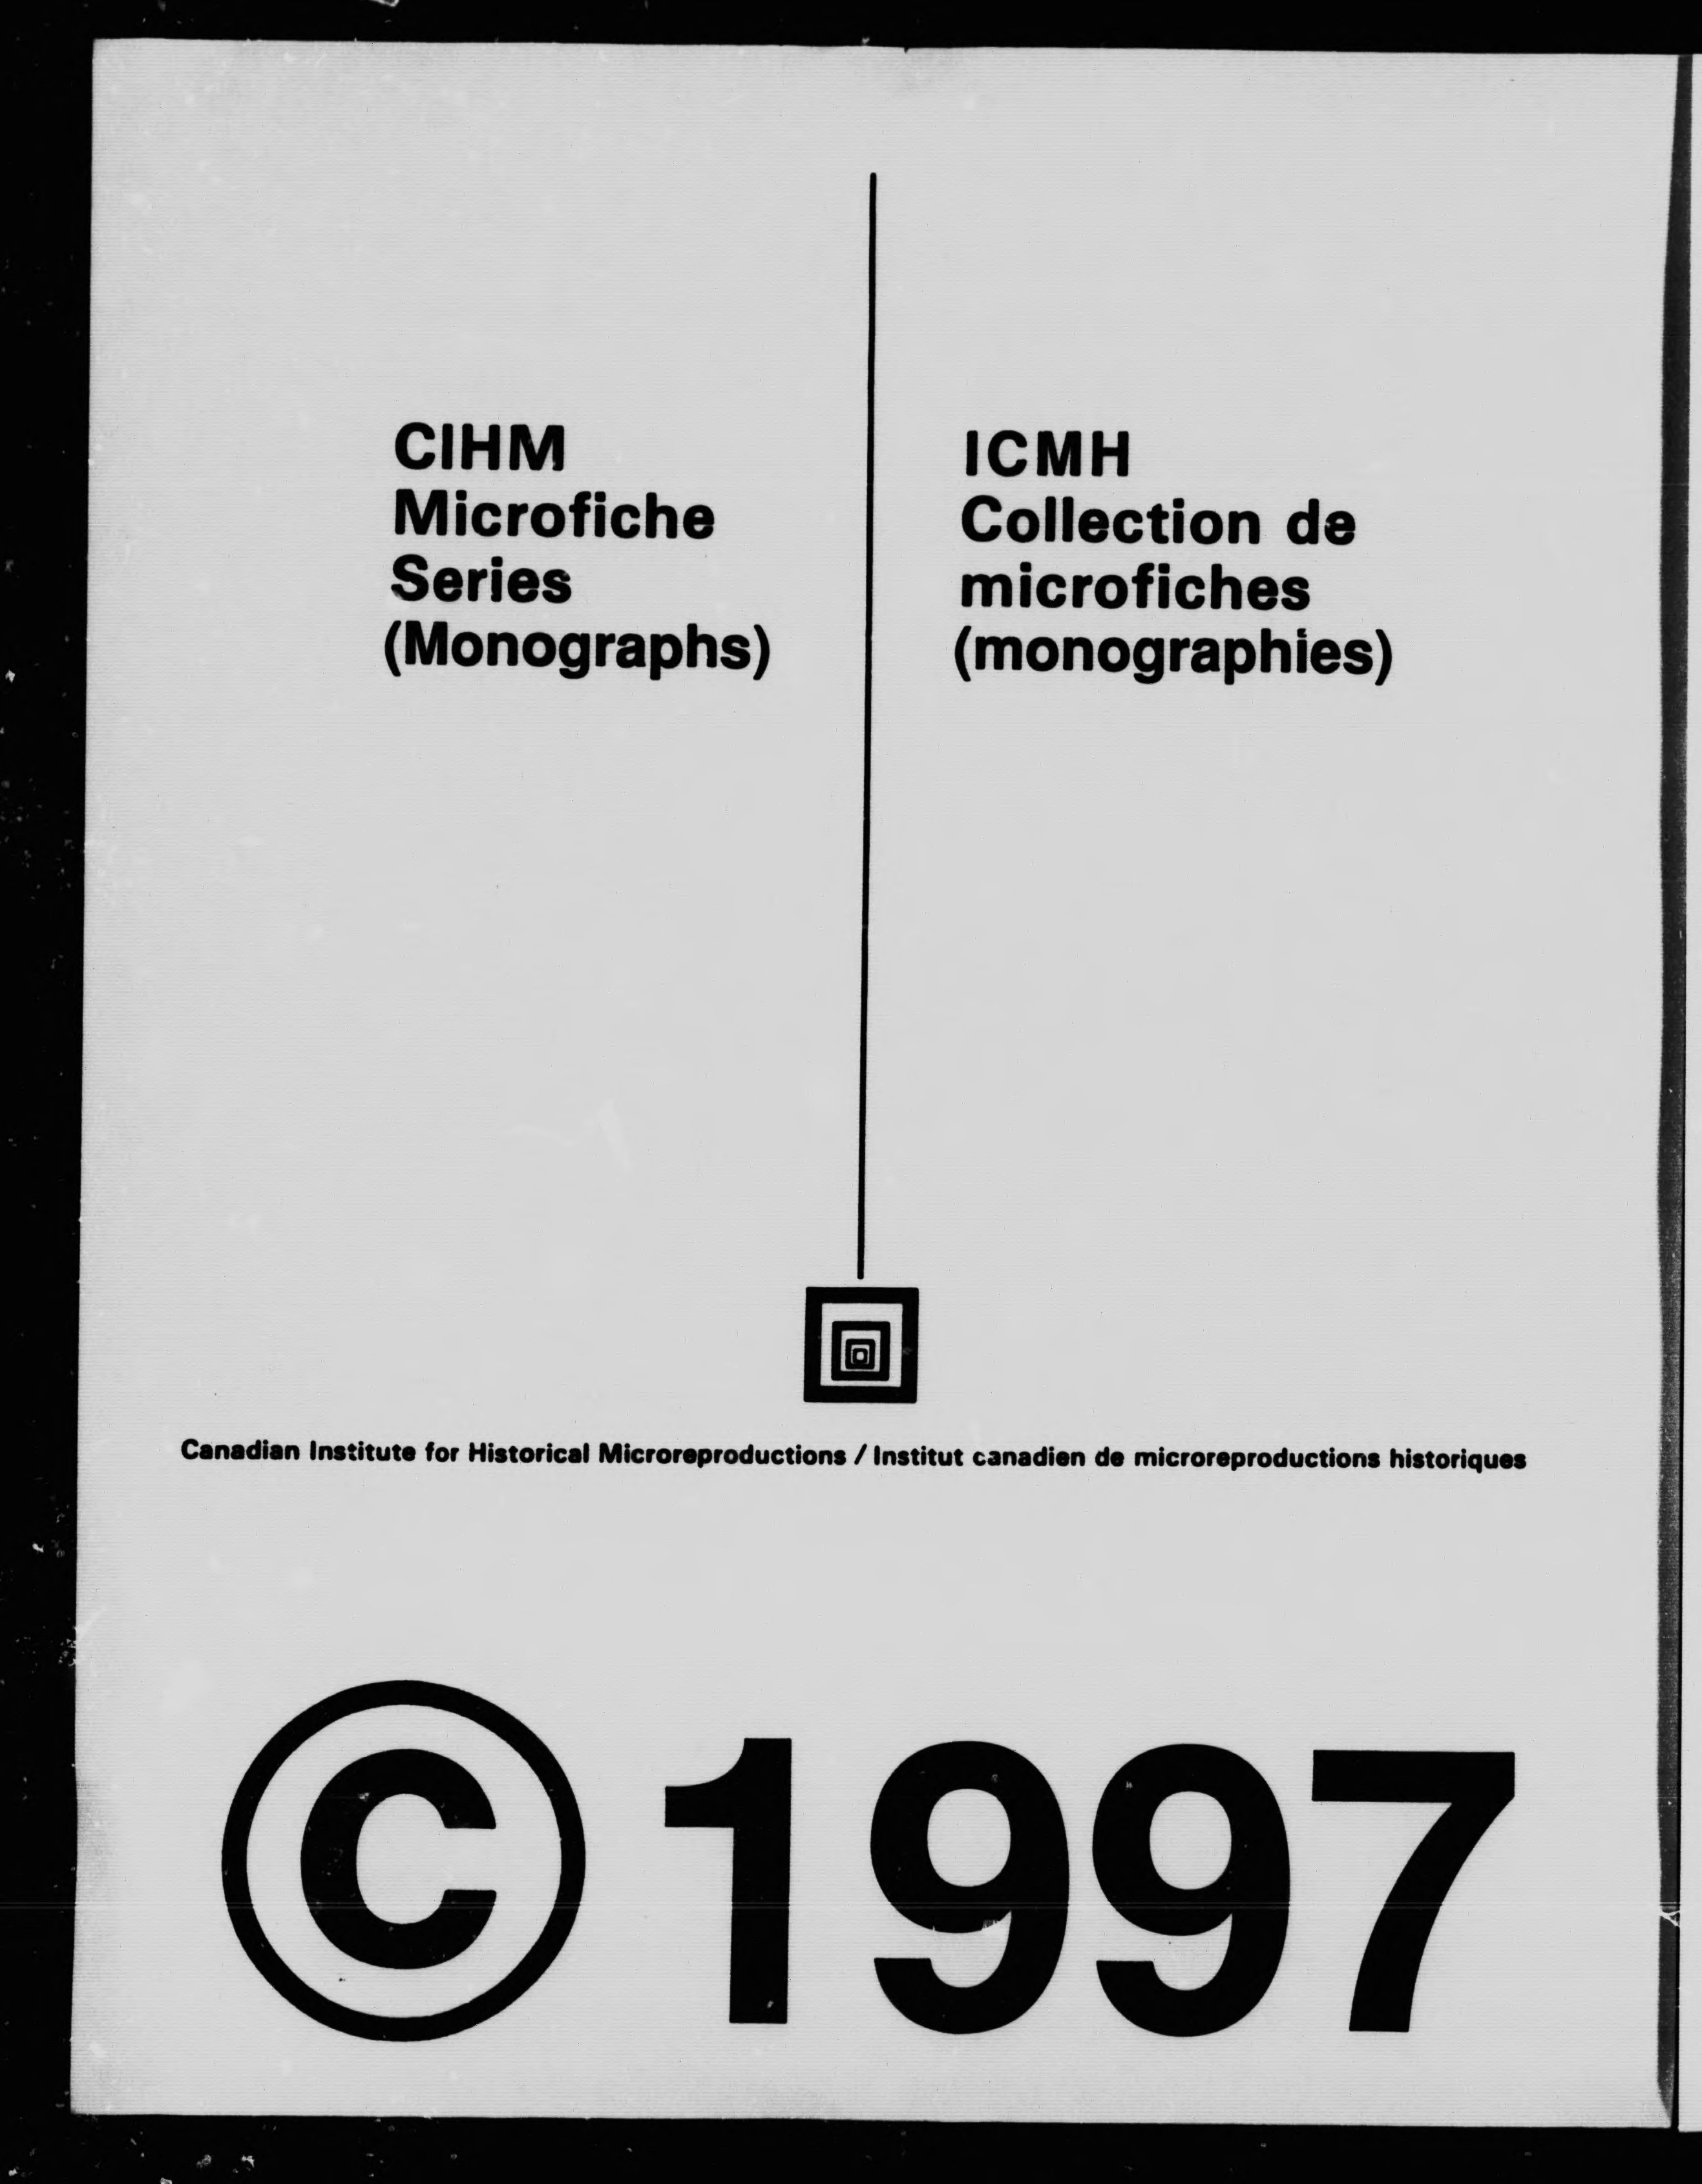 CIHM
Microfiche
Series
(Monographs)
ICMH
Collection de
microfiches
(monographies)
Canadian Institute for Historical Microreproductions / Institut canadien de microreproductions historiques
© 1997